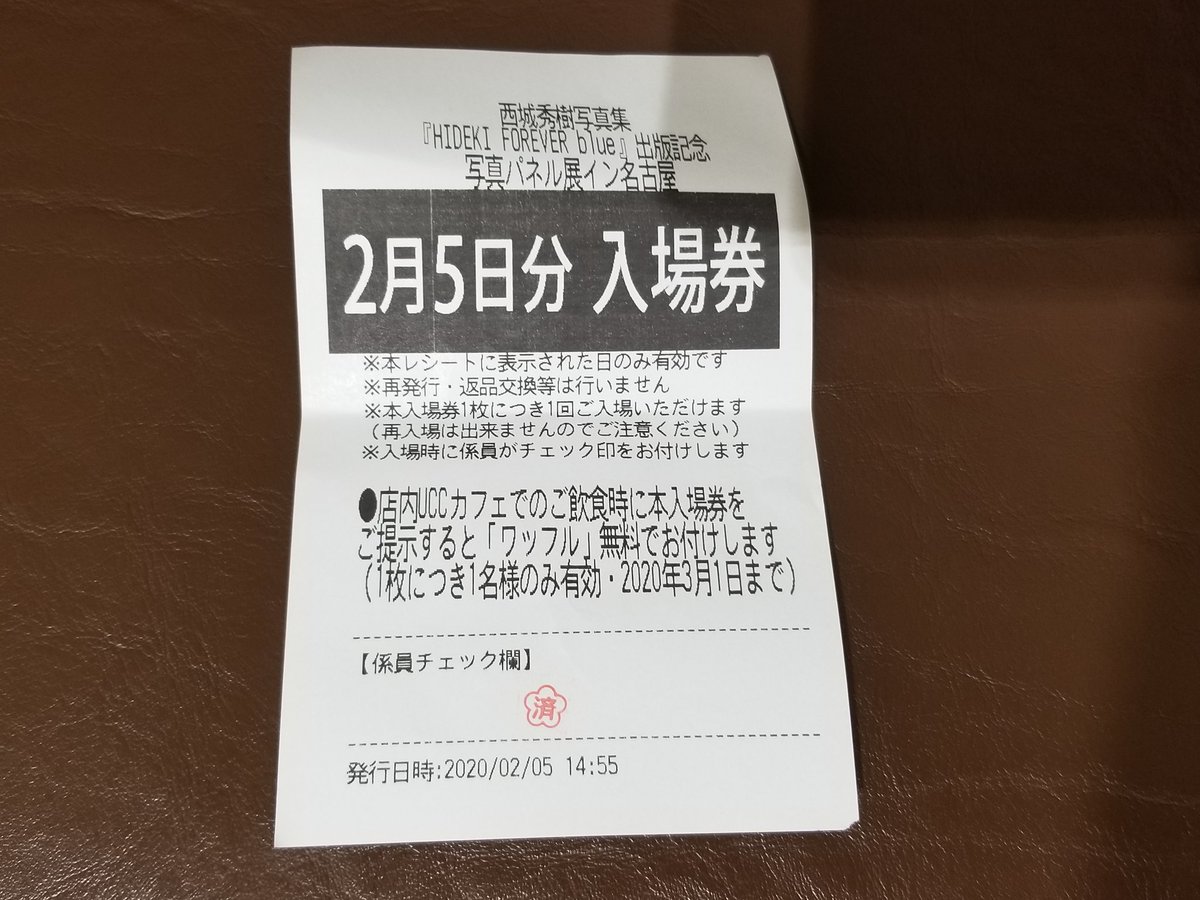 西城秀樹写真集
『HIDEKI FOREVER blue』出版記念
写真パネル展イン名古屋
2月5日分 入場券
※本レシートに表示された日のみ有効です
※再発行・返品交換等は行いません
※本入場券1枚につき1回ご入場いただけます
（再入場は出来ませんのでご注意ください）
※入場時に係員がチェック印をお付けします
●店内UCCカフェでのご飲食時に本入場券を
ご提示すると「ワッフル」無料でお付けします
（1枚につき1名様のみ有効・2020年3月1日まで）
【係員チェック欄】
済
発行日時:2020/02/05 14:55